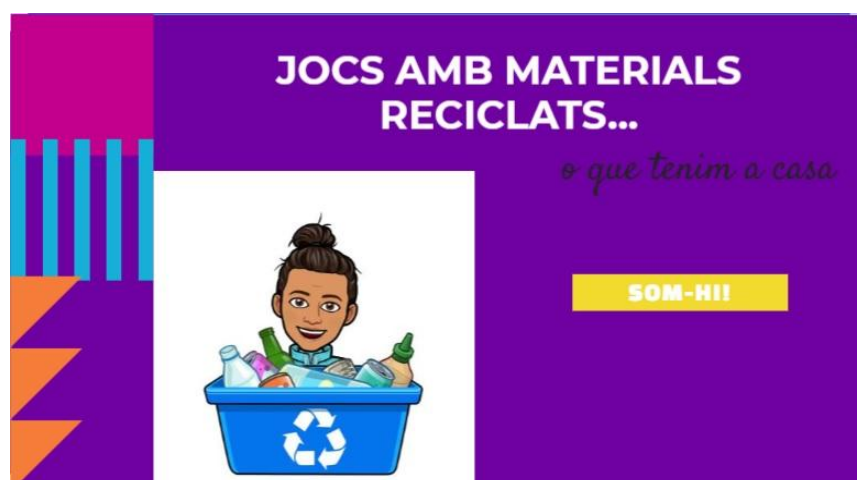 JOCS AMB MATERIALS
RECICLATS...
o que tenim a casa
SOM-HI!